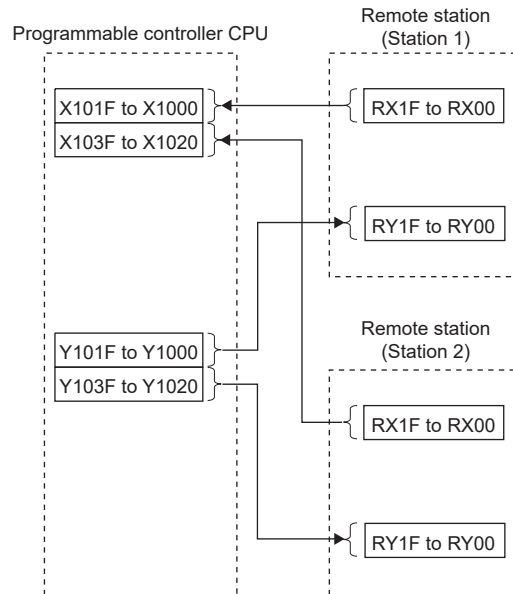 Programmable controller CPU
X101F to X1000
X103F to X1020
Y101F to Y1000
Y103F to Y1020
Remote station
(Station 1)
RX1F to RX00
RY1F to RY00
Remote station
(Station 2)
RX1F to RX00
RY1F to RY00